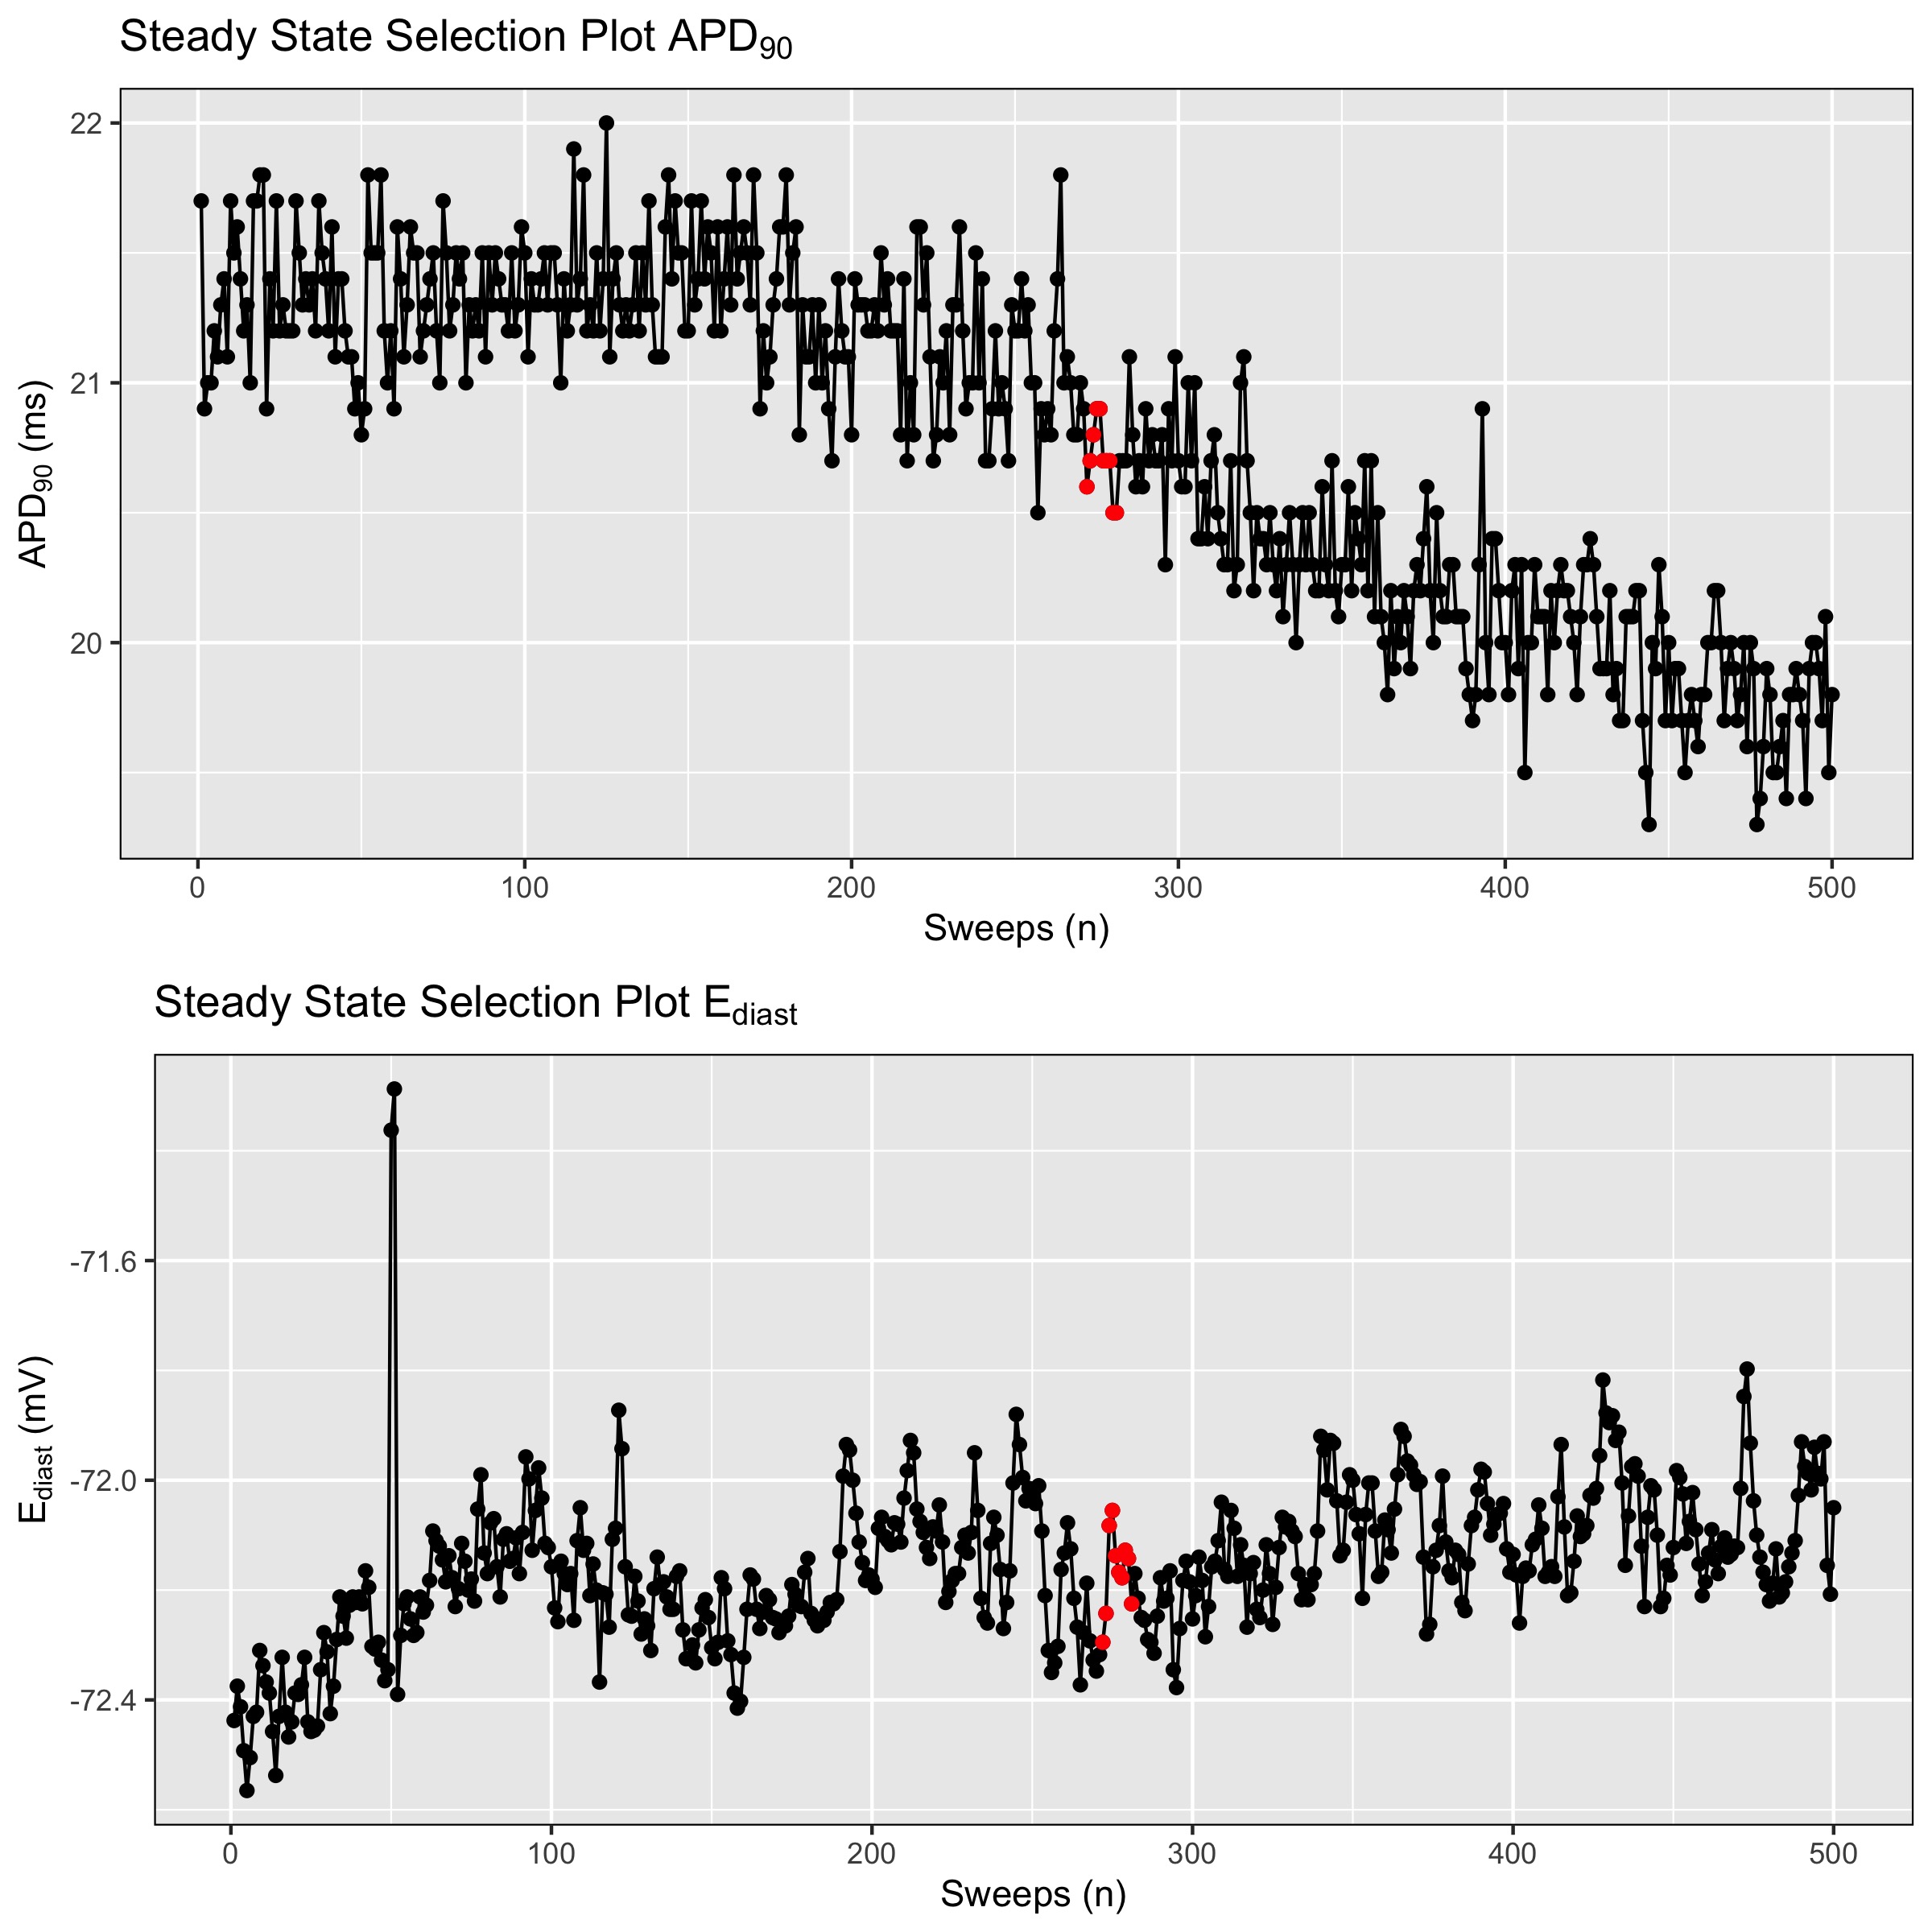 Steady State Selection Plot APD90
22
21
20
APD90 (ms)
0 100 200 300 400 500
Sweeps (n)
Steady State Selection Plot Ediast
-71.6
-72.0
-72.4
Ediast (mV)
0 100 200 300 400 500
Sweeps (n)